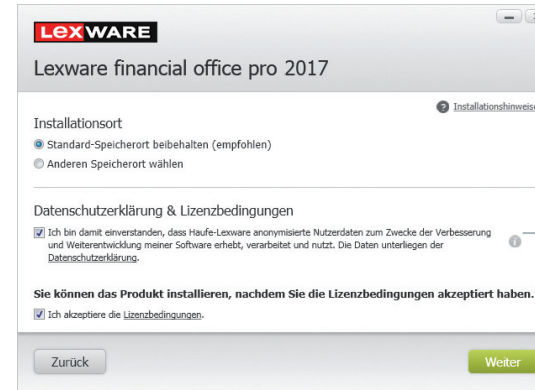 LEXWARE
Lexware financial office pro 2017
Installationshinweise
Installationsort
Standard-Speicherort beibehalten (empfohlen)
Anderen Speicherort wählen
Datenschutzerklärung & Lizenzbedingungen
Ich bin damit einverstanden, dass Haufe-Lexware anonymisierte Nutzerdaten zum Zwecke der Verbesserung
und Weiterentwicklung meiner Software erhebt, verarbeitet und nutzt. Die Daten unterliegen der
Datenschutzerklärung.
Sie können das Produkt installieren, nachdem Sie die Lizenzbedingungen akzeptiert haben.
Ich akzeptiere die Lizenzbedingungen.
Zurück
Weiter